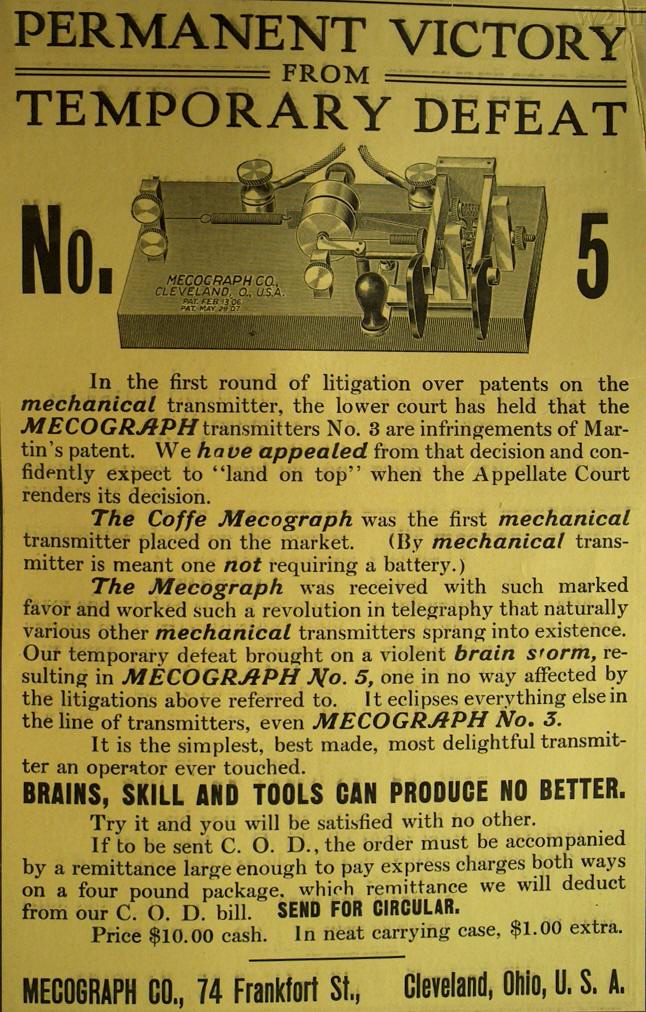 W2PM
PERMANENT VICTORY
FROM
TEMPORARY DEFEAT
No. 5
MECOGRAPH CO.,
CLEVELAND, O., U.S.A.
PAT. FEB 13 06
PAT. MAY 29 07
In the first round of litigation over patents on the
mechanical transmitter, the lower court has held that the
MECOGRAPH transmitters No. 3 are infringements of Mar-
tin's patent. We have appealed from that decision and con-
fidently expect to "land on top" when the Appellate Court
renders its decision.
The Coffe Mecograph was the first mechanical
transmitter placed on the market. (By mechanical trans-
mitter is meant one not requiring a battery.)
The Mecograph was received with such marked
favor and worked such a revolution in telegraphy that naturally
various other mechanical transmitters sprang into existence.
Our temporary defeat brought on a violent brain storm, re-
sulting in MECOGRAPH No. 5, one in no way affected by
the litigations above referred to. It eclipses everything else in
the line of transmitters, even MECOGRAPH No. 3.
It is the simplest, best made, most delightful transmit-
ter an operator ever touched.
BRAINS, SKILL AND TOOLS CAN PRODUCE NO BETTER.
Try it and you will be satisfied with no other.
If to be sent C. O. D., the order must be accompanied
by a remittance large enough to pay express charges both ways
on a four pound package, which remittance we will deduct
from our C. O. D. bill. SEND FOR CIRCULAR.
Price $10.00 cash. In neat carrying case, $1.00 extra.
MECOGRAPH CO., 74 Frankfort St., Cleveland, Ohio, U. S. A.